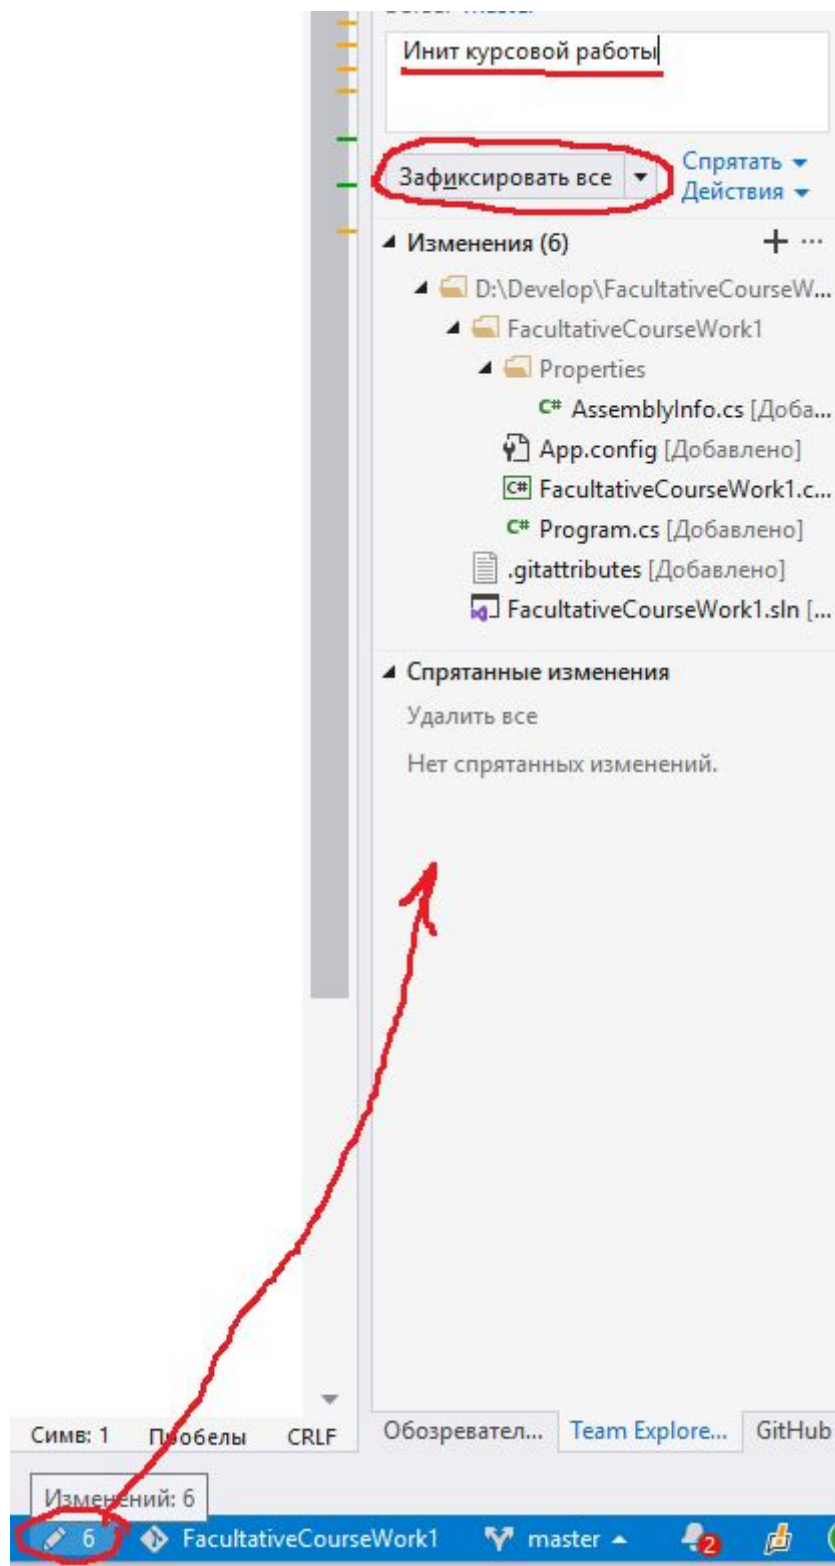 Инит курсовой работы
Зафиксировать все
Спрятать
Действия
Изменения (6)
D:\Develop\FacultativeCourseW...
FacultativeCourseWork1
Properties
C# AssemblyInfo.cs [Доба...
App.config [Добавлено]
C# FacultativeCourseWork1.c...
C# Program.cs [Добавлено]
.gitattributes [Добавлено]
FacultativeCourseWork1.sln [...
Спрятанные изменения
Удалить все
Нет спрятанных изменений.
Симв: 1 Пробелы CRLF
Обозревател... Team Explore... GitHub
Изменений: 6
6 FacultativeCourseWork1 master 2